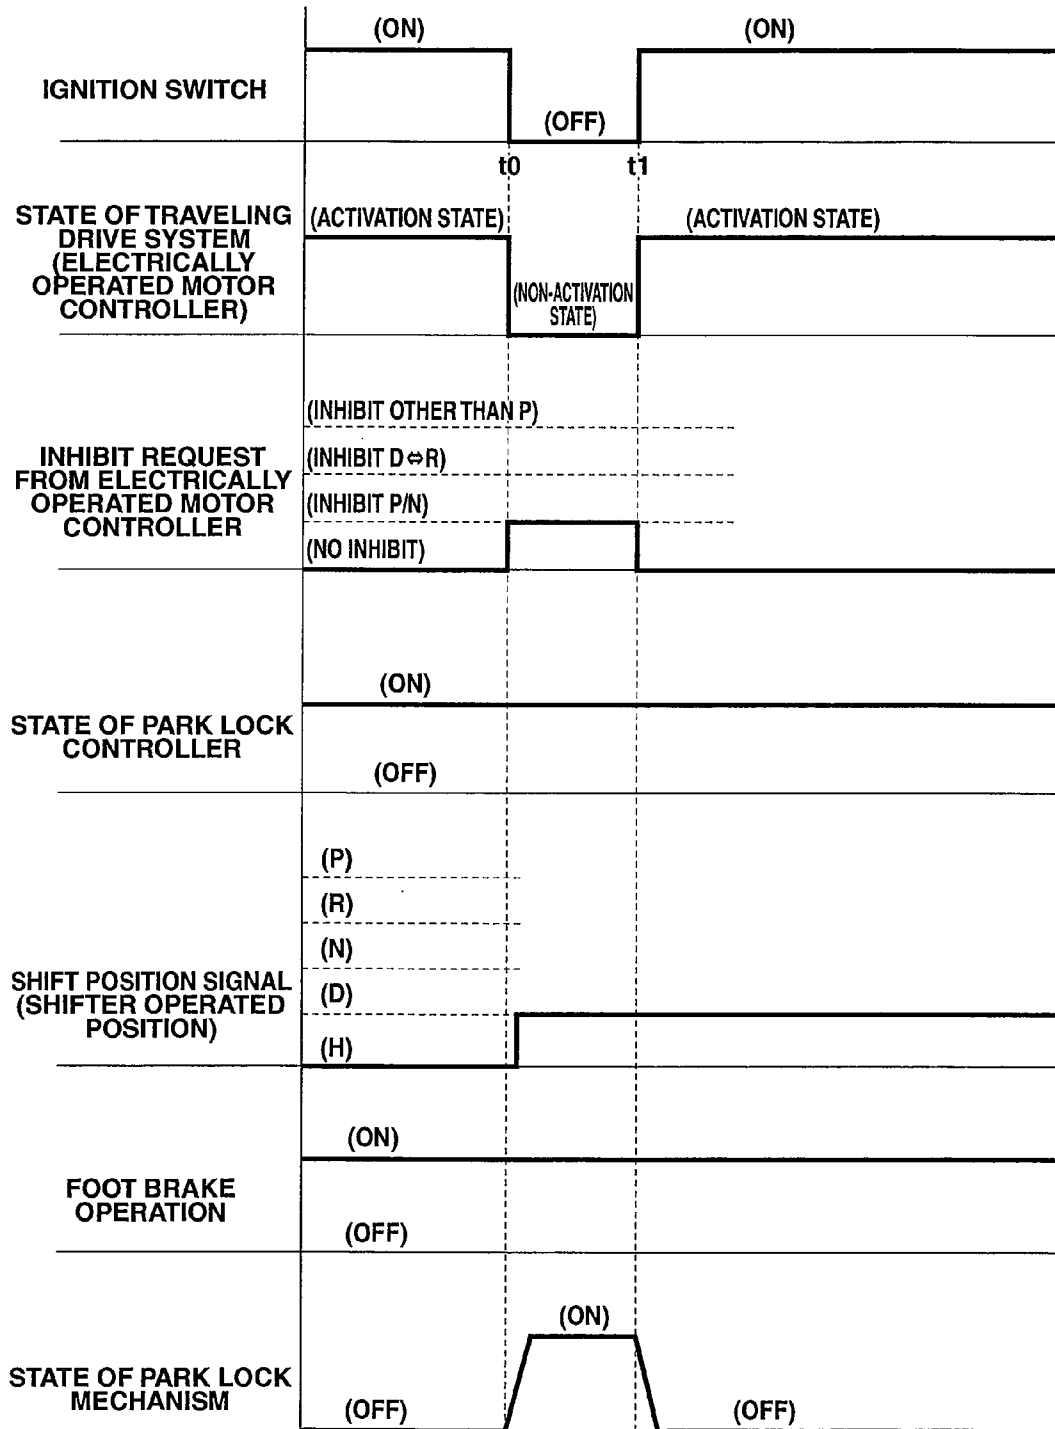 (ON)
(ON)
IGNITION SWITCH
(OFF)
t0
t1
STATE OF TRAVELING
DRIVE SYSTEM
(ELECTRICALLY
OPERATED MOTOR
CONTROLLER)
(ACTIVATION STATE)
(ACTIVATION STATE)
(NON-ACTIVATION
STATE)
INHIBIT REQUEST
FROM ELECTRICALLY
OPERATED MOTOR
CONTROLLER
(INHIBIT OTHER THAN P)
(INHIBIT D⇔R)
(INHIBIT P/N)
(NO INHIBIT)
STATE OF PARK LOCK
CONTROLLER
(ON)
(OFF)
SHIFT POSITION SIGNAL
(SHIFTER OPERATED
POSITION)
(P)
(R)
(N)
(D)
(H)
FOOT BRAKE
OPERATION
(ON)
(OFF)
STATE OF PARK LOCK
MECHANISM
(ON)
(OFF)
(OFF)